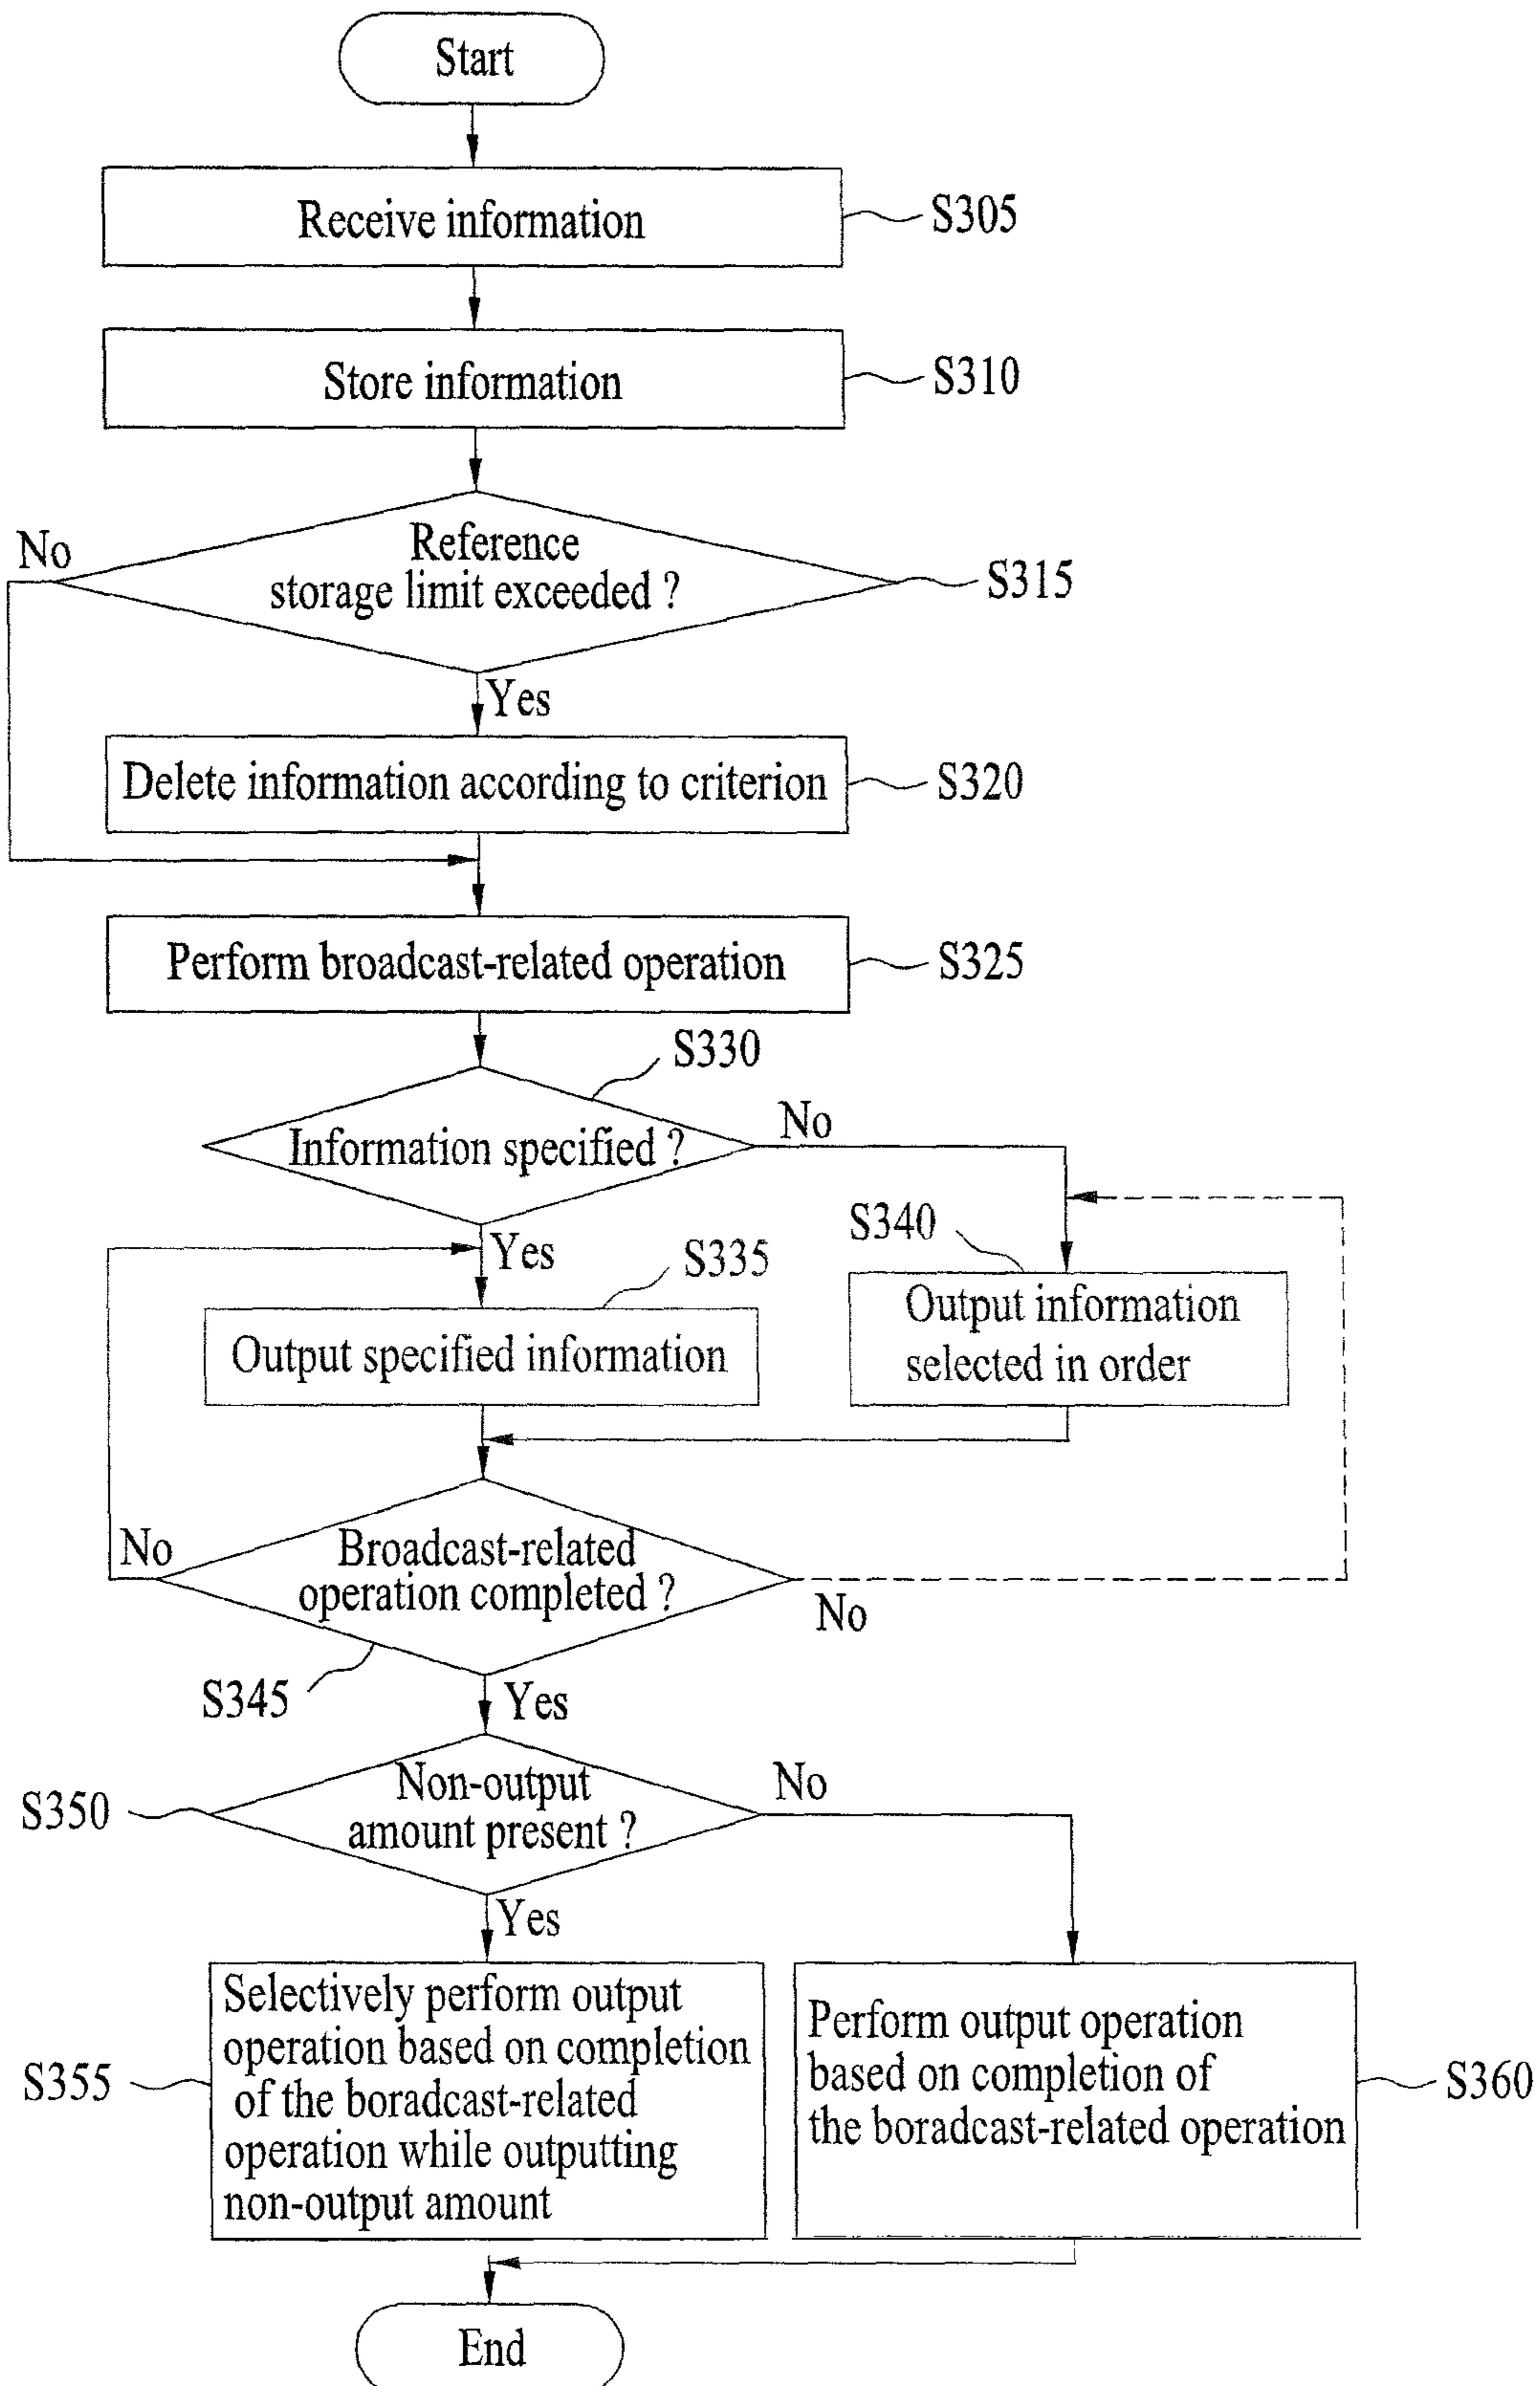 Start
Receive information
S305
Store information
S310
No
Reference
storage limit exceeded ?
S315
Yes
Delete information according to criterion
S320
Perform broadcast-related operation
S325
S330
Information specified ?
No
Yes
S335
S340
Output specified information
Output information
selected in order
No
Broadcast-related
operation completed ?
No
S345
Yes
S350
Non-output
amount present ?
No
Yes
S355
Selectively perform output
operation based on completion
of the boradcast-related
operation while outputting
non-output amount
Perform output operation
based on completion of
the boradcast-related operation
S360
End